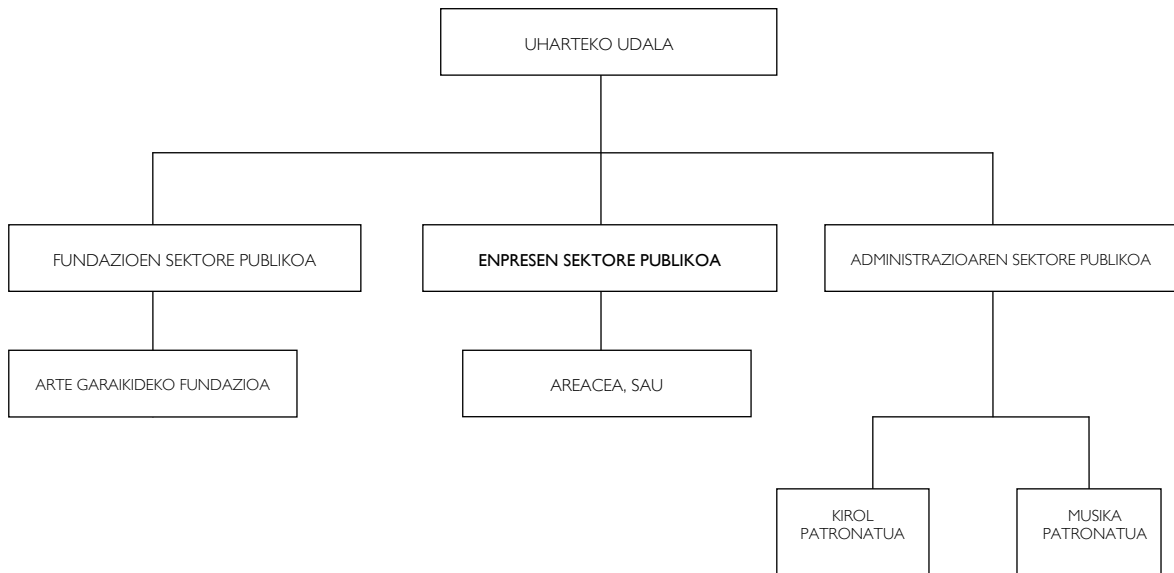 UHARTEKO UDALA
FUNDAZIOEN SEKTORE PUBLIKOA
ENPRESEN SEKTORE PUBLIKOA
ADMINISTRAZIOAREN SEKTORE PUBLIKOA
ARTE GARAIKIDEKO FUNDAZIOA
AREACEA, SAU
KIROL
PATRONATUA
MUSIKA
PATRONATUA